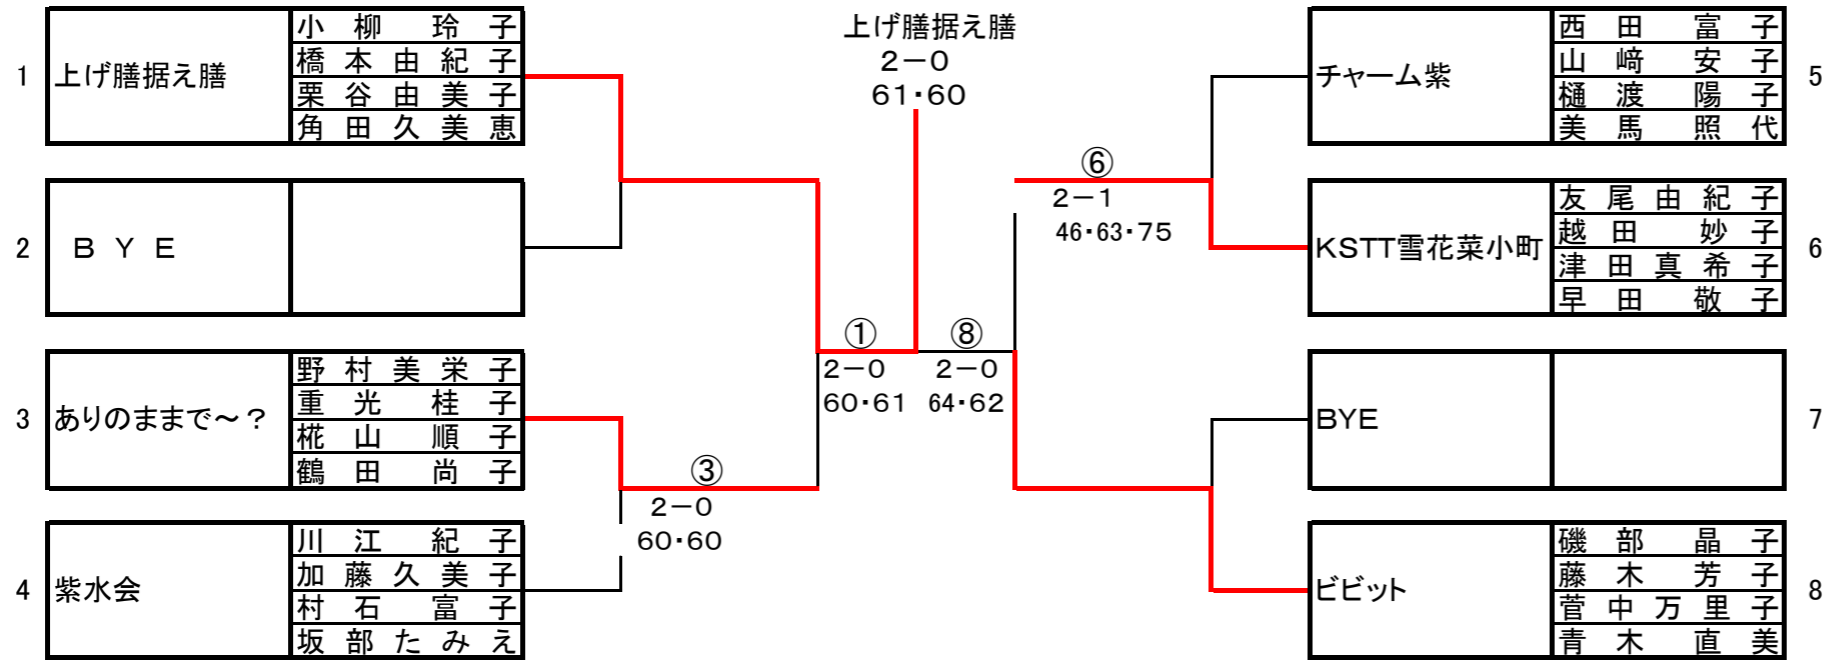 1
上げ膳据え膳
小柳玲子
橋本由紀子
栗谷由美子
角田久美恵
2
ＢＹＥ
3
ありのままで～？
野村美栄子
重光桂子
椛山順子
鶴田尚子
4
紫水会
川江紀子
加藤久美子
村石富子
坂部たみえ
上げ膳据え膳
2－0
61・60
①
2－0
60・61
③
2－0
60・60
⑥
2－1
46・63・75
⑧
2－0
64・62
チャーム紫
西田富子
山﨑安子
樋渡陽子
美馬照代
5
KSTT雪花菜小町
友尾由紀子
越田妙子
津田真希子
早田敬子
6
BYE
7
ビビット
磯部晶子
藤木芳子
菅中万里子
青木直美
8